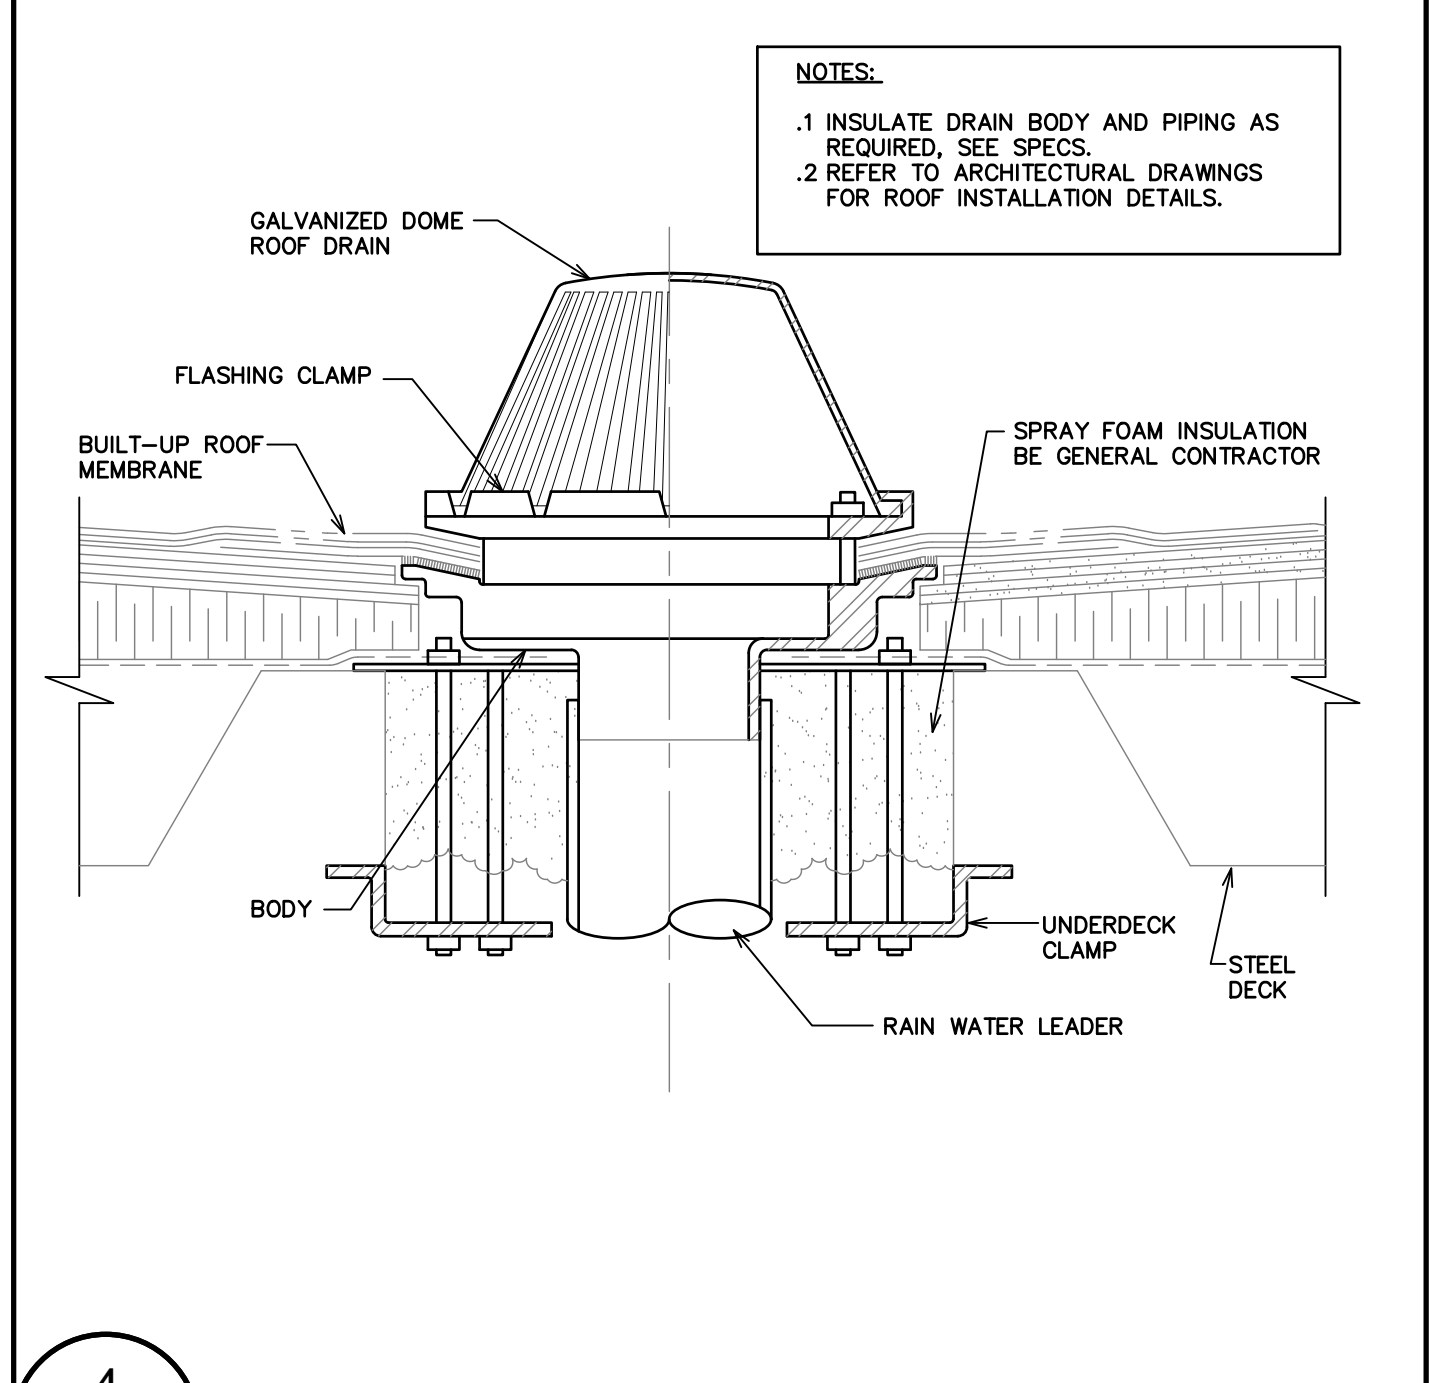 NOTES:
.1 INSULATE DRAIN BODY AND PIPING AS
REQUIRED, SEE SPECS.
.2 REFER TO ARCHITECTURAL DRAWINGS
FOR ROOF INSTALLATION DETAILS.
GALVANIZED DOME
ROOF DRAIN
FLASHING CLAMP
BUILT-UP ROOF
MEMBRANE
SPRAY FOAM INSULATION
BE GENERAL CONTRACTOR
BODY
UNDERDECK
CLAMP
STEEL
DECK
RAIN WATER LEADER
4